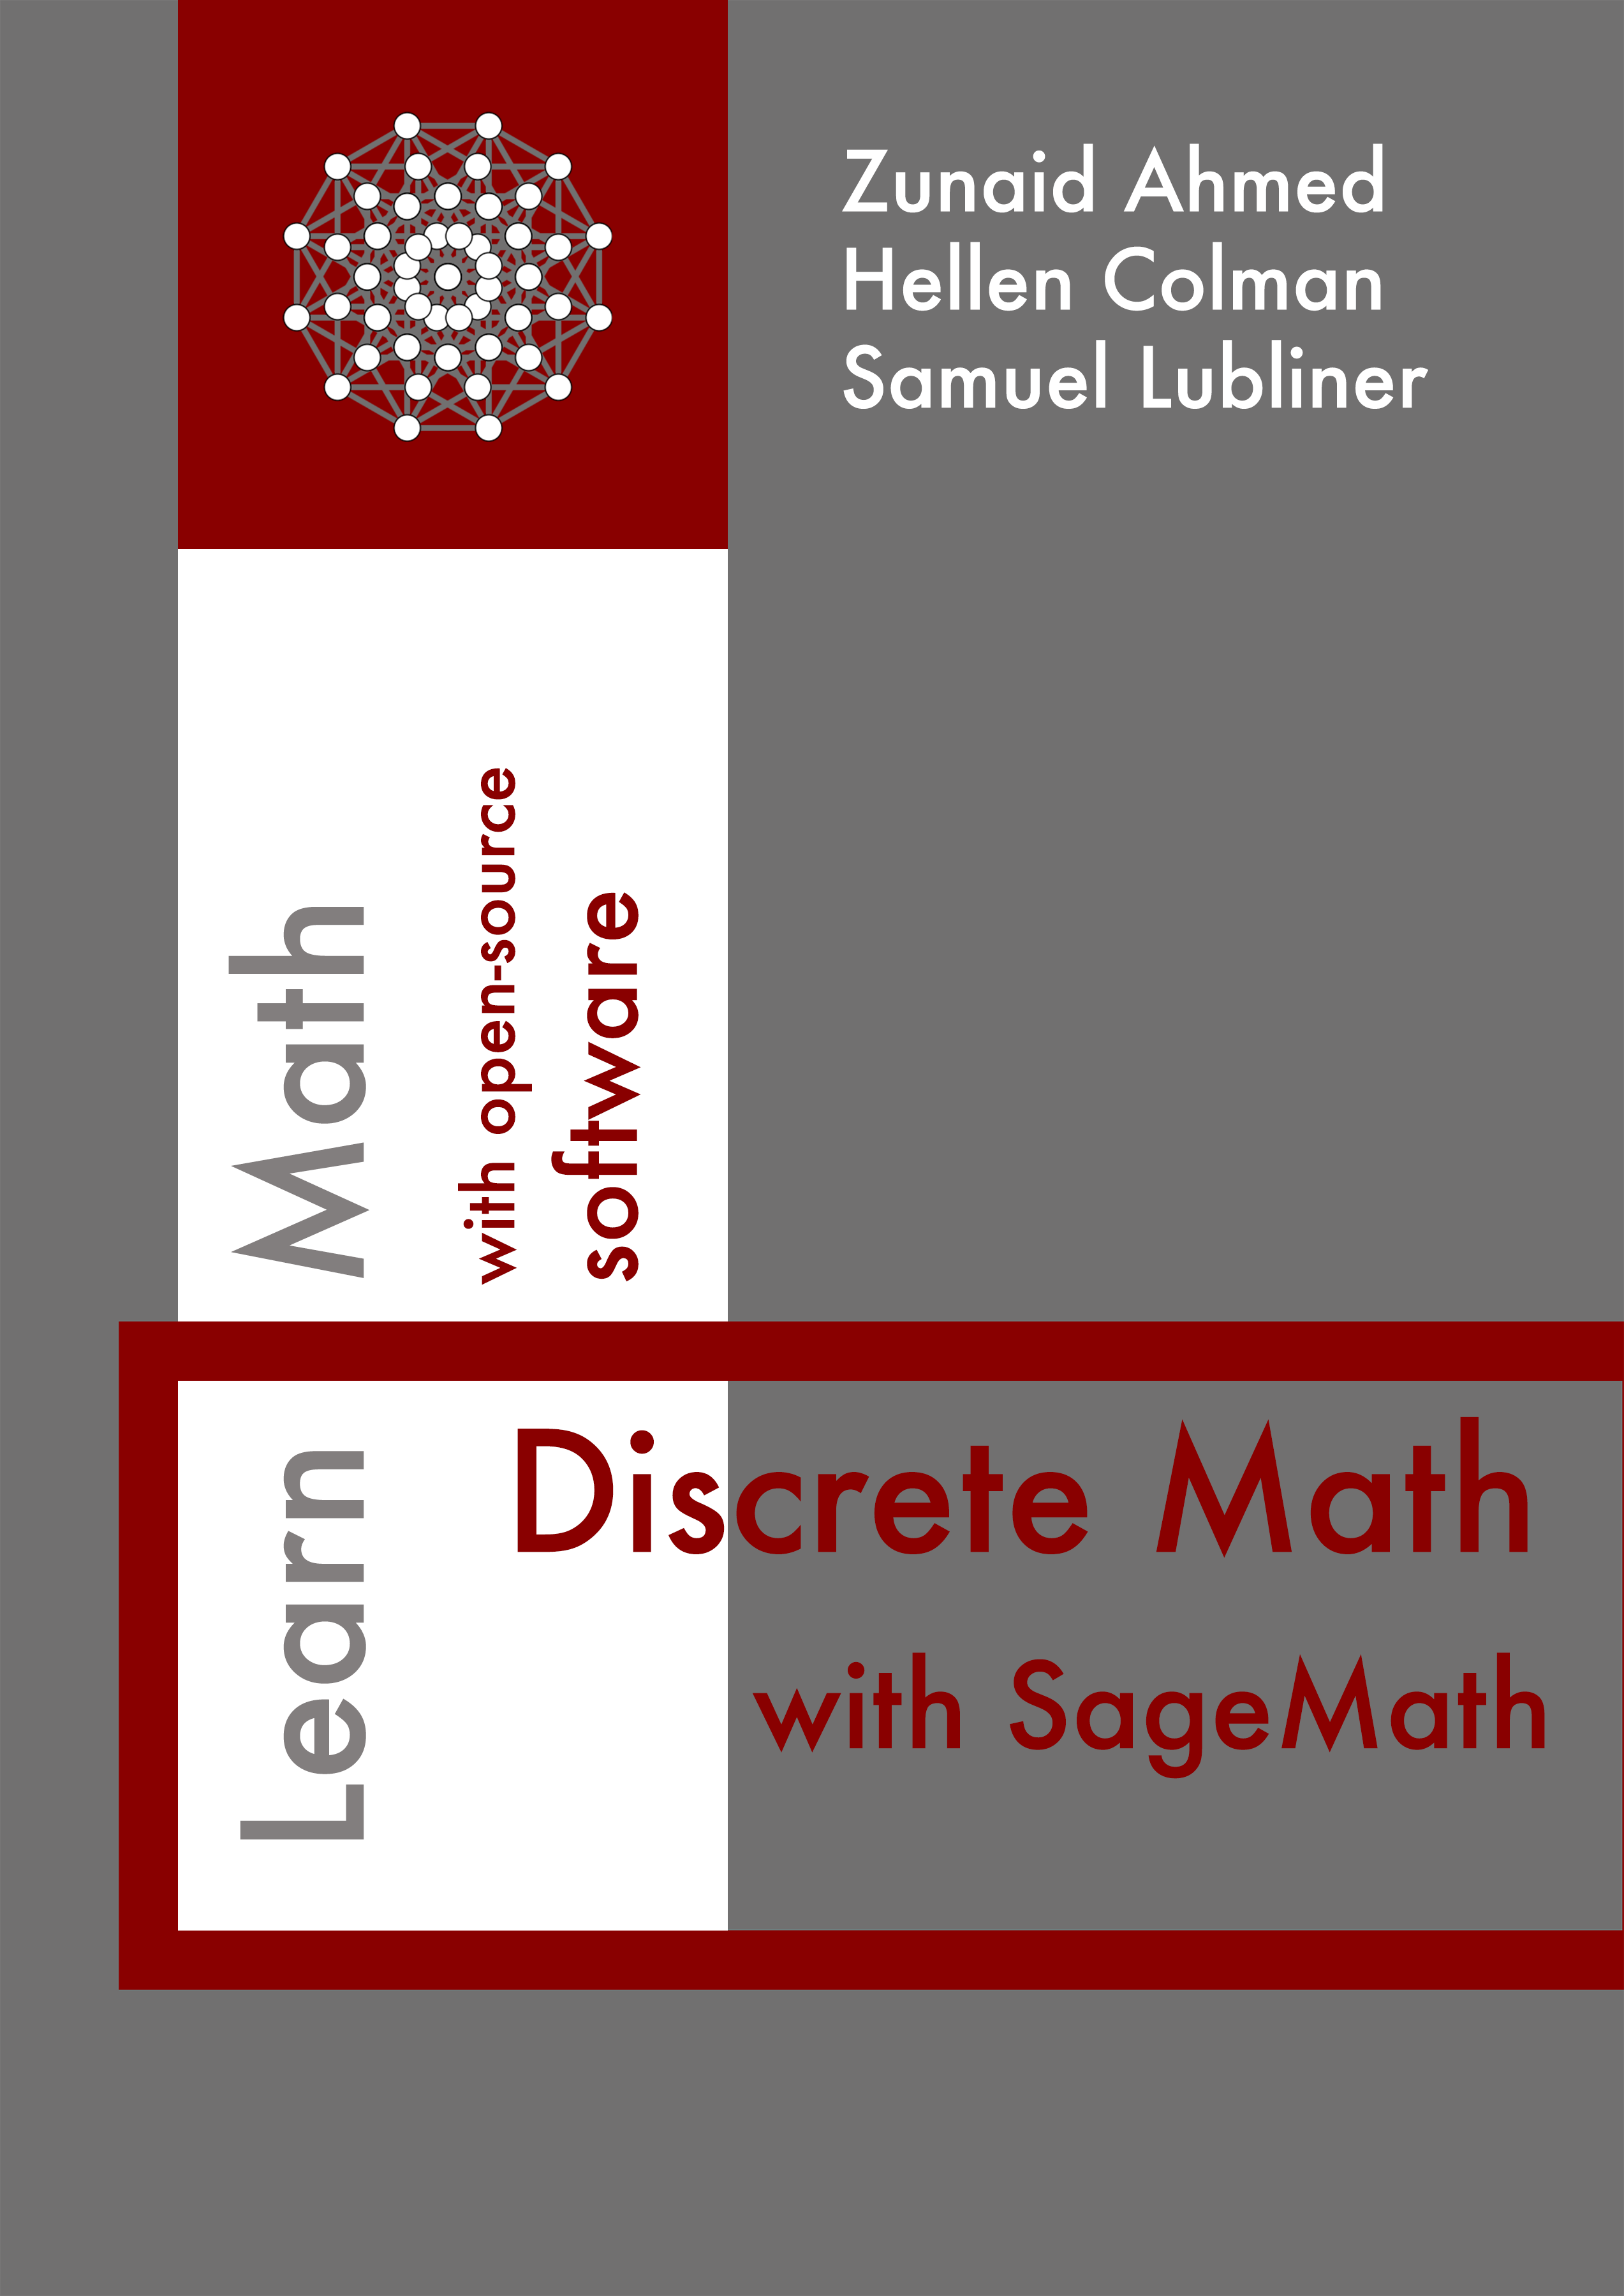 Zunaid Ahmed
Hellen Colman
Samuel Lubliner
Learn Math
with open-source
software
Discrete Math
with SageMath